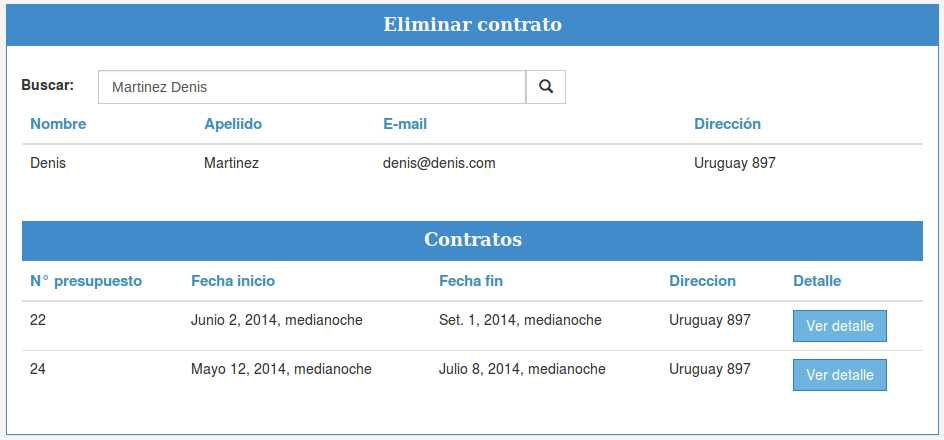 Eliminar contrato
Buscar: Martinez Denis
Nombre Apeliido E-mail Dirección
Denis Martinez denis@denis.com Uruguay 897
Contratos
N° presupuesto Fecha inicio Fecha fin Direccion Detalle
22 Junio 2, 2014, medianoche Set. 1, 2014, medianoche Uruguay 897 Ver detalle
24 Mayo 12, 2014, medianoche Julio 8, 2014, medianoche Uruguay 897 Ver detalle